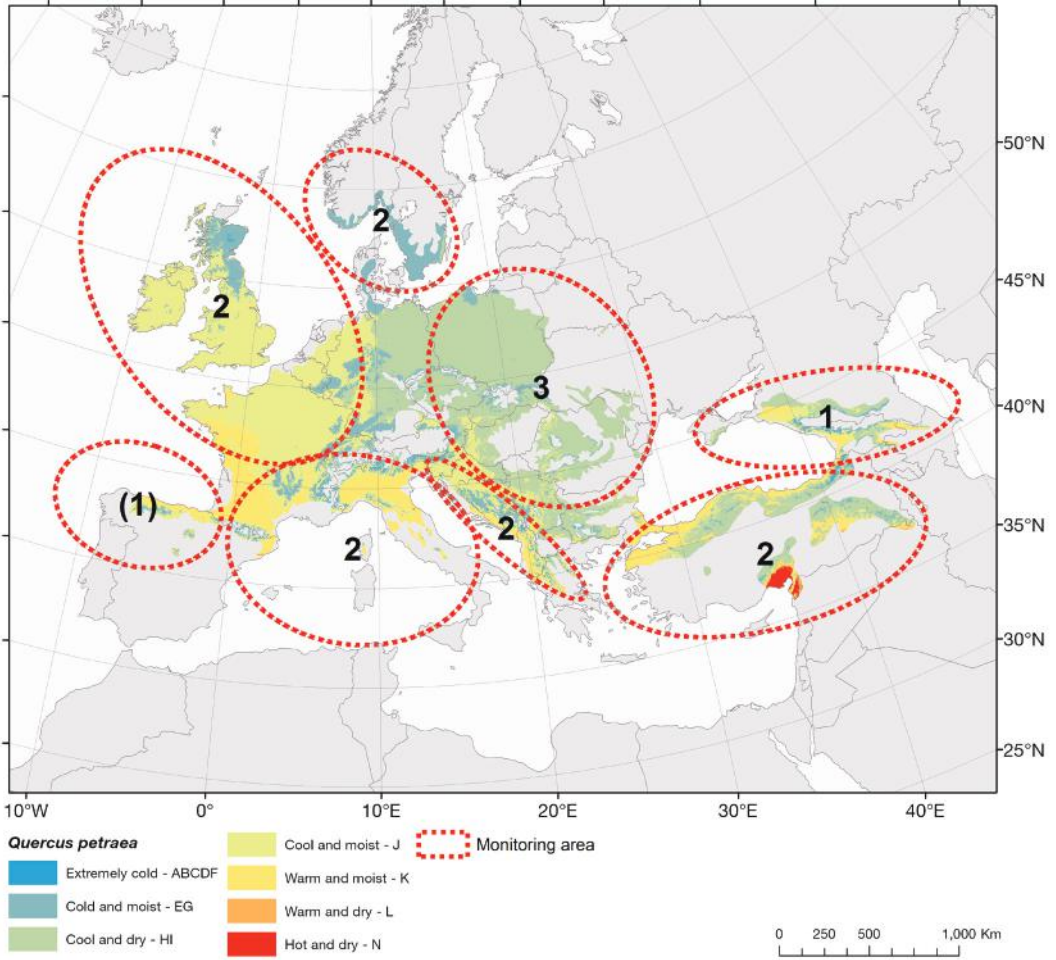 50°N
2
45°N
2
3
40°N
1
(1)
2
35°N
2
2
30°N
25°N
10°W 0° 10°E 20°E 30°E 40°E
Quercus petraea
Extremely cold - ABCDF
Cold and moist - EG
Cool and dry - HI
Cool and moist - J
Warm and moist - K
Warm and dry - L
Hot and dry - N
Monitoring area
0 250 500 1,000 Km